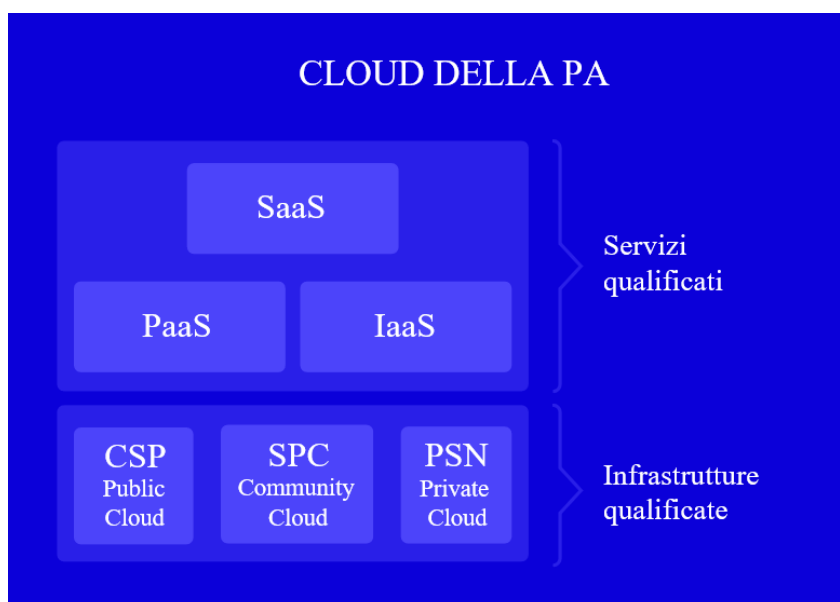 CLOUD DELLA PA
SaaS
PaaS
IaaS
Servizi
qualificati
CSP
Public
Cloud
SPC
Community
Cloud
PSN
Private
Cloud
Infrastrutture
qualificate